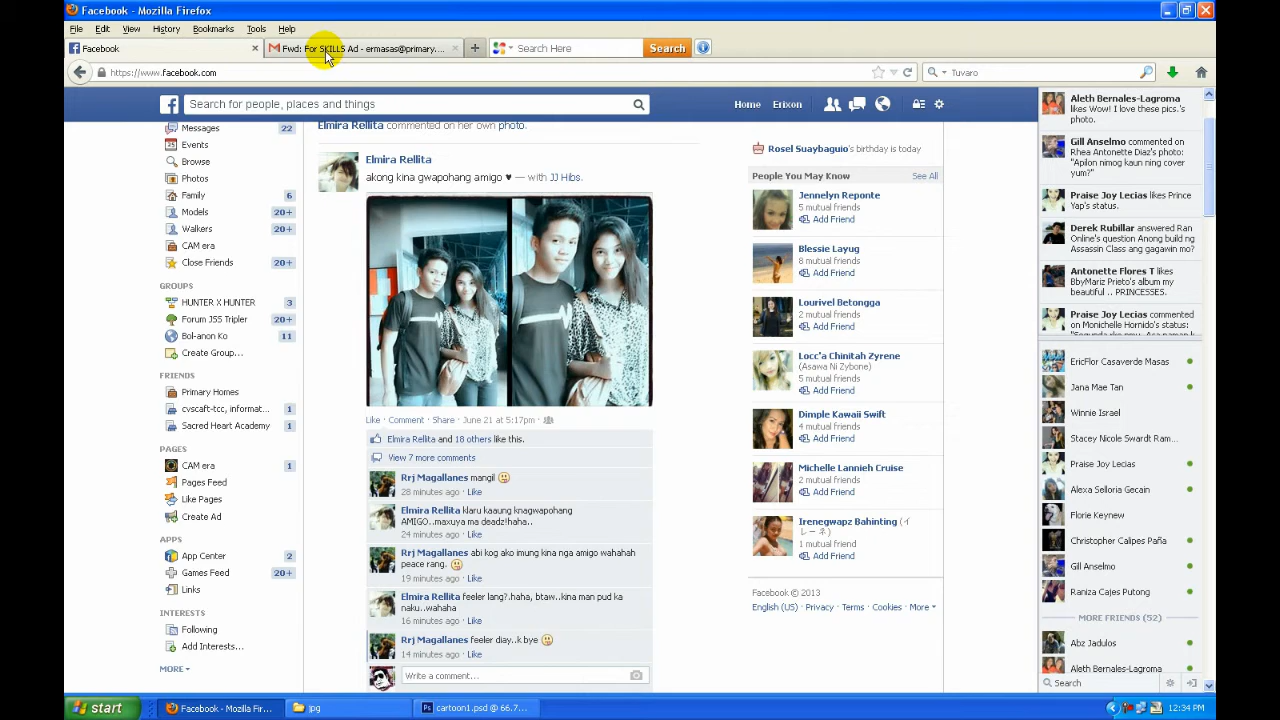 Facebook - Mozilla Firefox
File Edit View History Bookmarks Tools Help
Facebook
Fwd: For SKILLS Ad - ermasas@primary....
Search Here
Search
https://www.facebook.com
Tuvaro
Search for people, places and things
Home Erixon
Messages 22
Events
Browse
Photos
Family 6
Models 20+
Walkers 20+
CAM era
Close Friends 20+
GROUPS
HUNTER X HUNTER 3
Forum J55 Tripler 20+
Bol-anon Ko 11
Create Group...
FRIENDS
Primary Homes
cvscaft-tcc, informat... 1
Sacred Heart Academy 1
PAGES
CAM era 1
Pages Feed
Like Pages
Create Ad
APPS
App Center 2
Games Feed 20+
Links
INTERESTS
Following
Add Interests...
MORE
Elmira Rellita commented on her own photo.
Elmira Rellita
akong kina gwapohang amigo ♥ — with JJ Hibs.
Like · Comment · Share · June 21 at 5:17pm ·
Elmira Rellita and 18 others like this.
View 7 more comments
Rrj Magallanes mangil
28 minutes ago · Like
Elmira Rellita klaru kaaung knagwapohang
AMIGO..maxuya ma deadz!haha..
24 minutes ago · Like
Rrj Magallanes abi kog ako imung kina nga amigo wahahah
peace rang.
19 minutes ago · Like
Elmira Rellita feeler lang?.haha, btaw..kina man pud ka
naku..wahaha
16 minutes ago · Like
Rrj Magallanes feeler diay..k bye
14 minutes ago · Like
Write a comment...
Rosel Suaybaguio's birthday is today
People You May Know See All
Jennelyn Reponte
5 mutual friends
Add Friend
Blessie Layug
8 mutual friends
Add Friend
Lourivel Betongga
2 mutual friends
Add Friend
Locc'a Chinitah Zyrene
(Asawa Ni Zybone)
5 mutual friends
Add Friend
Dimple Kawaii Swift
4 mutual friends
Add Friend
Michelle Lannieh Cruise
2 mutual friends
Add Friend
Irenegwapz Bahinting (イ
レーネ)
1 mutual friend
Add Friend
Facebook © 2013
English (US) · Privacy · Terms · Cookies · More
Aleth Bernales-Lagroma
likes Wow! I love these pics.'s
photo.
Gill Anselmo commented on
Rhea Antonette Diaz's photo:
"Apilon nimog kaun ning cover
yum?"
Praise Joy Lecias likes Prince
Yap's status.
Derek Rubillar answered Ran
Online's question Anong build ng
Assassin Class ang gagawin mo?
Antonette Flores T likes
BbyMariz Prieto's album my
beautiful .. PRINCESS.
Praise Joy Lecias commented
on Monichelle Hornido's status:
EricFlor Casaverde Masas
Jana Mae Tan
Winnie Israel
Stacey Nicole Swardt Ram...
Praise Joy Lecias
Alexa Selloria Gecain
Florie Keynew
Christopher Calipes Paña
Gill Anselmo
Raniza Cajes Putong
MORE FRIENDS (52)
Abz Jadulos
Aleth Bernales-Lagroma
Search
start
Facebook - Mozilla Fir...
jpg
cartoon1.psd @ 66.7...
12:34 PM